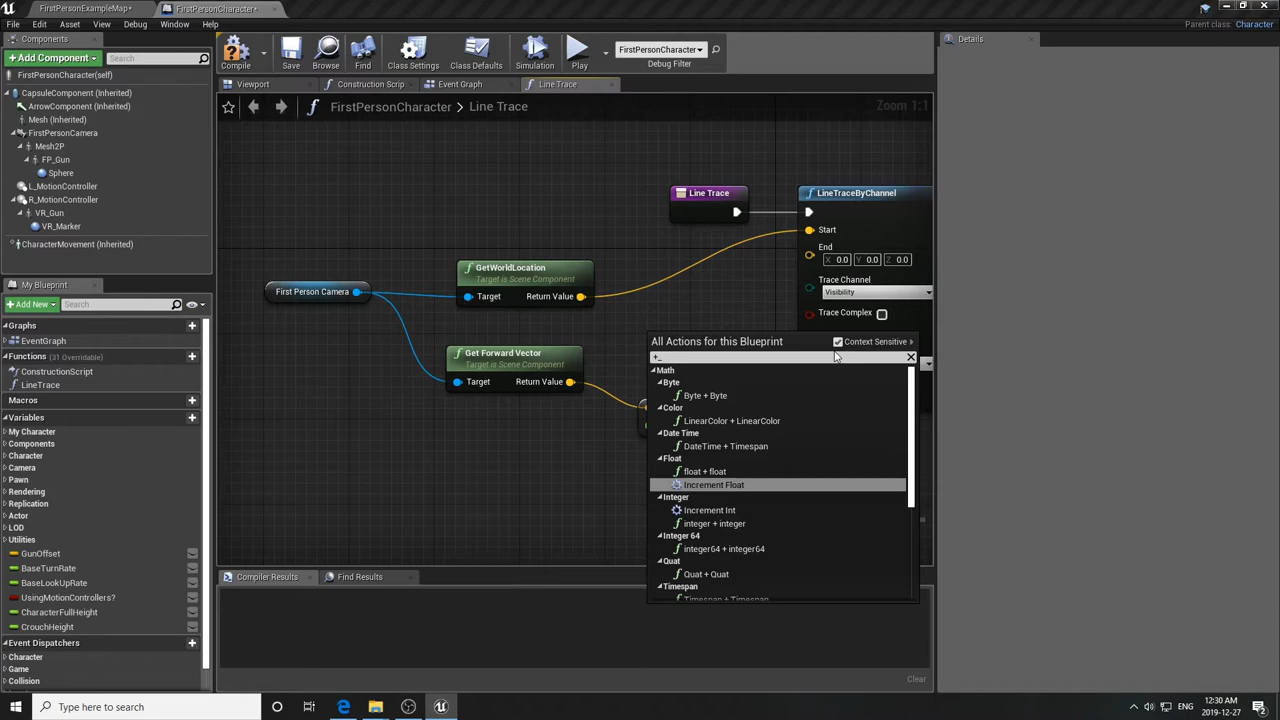 FirstPersonExampleMap*
FirstPersonCharacter*
File Edit Asset View Debug Window Help
Parent class: Character
Components
+Add Component
Search
FirstPersonCharacter(self)
CapsuleComponent (Inherited)
ArrowComponent (Inherited)
Mesh (Inherited)
FirstPersonCamera
Mesh2P
FP_Gun
Sphere
L_MotionController
R_MotionController
VR_Gun
VR_Marker
CharacterMovement (Inherited)
My Blueprint
+Add New
Search
Graphs
EventGraph
Functions (31 Overridable)
ConstructionScript
LineTrace
Macros
Variables
Character
Components
Character
Camera
Pawn
Rendering
Replication
Actor
LOD
Utilities
GunOffset
BaseTurnRate
BaseLookUpRate
UsingMotionControllers?
CharacterFullHeight
CrouchHeight
Event Dispatchers
Character
Game
Collision
Compile
Save
Browse
Find
Class Settings
Class Defaults
Simulation
Play
FirstPersonCharacter
Debug Filter
Viewport
Construction Scrip
Event Graph
Line Trace
FirstPersonCharacter > Line Trace
Zoom 1:1
Line Trace
LineTraceByChannel
Start
End
X 0.0 Y 0.0 Z 0.0
Trace Channel
Visibility
Trace Complex
GetWorldLocation
Target is Scene Component
Target Return Value
First Person Camera
Get Forward Vector
Target is Scene Component
Target Return Value
All Actions for this Blueprint
Context Sensitive
+_
Math
Byte
Byte + Byte
Color
LinearColor + LinearColor
Date Time
DateTime + Timespan
Float
float + float
Increment Float
Integer
Increment Int
integer + integer
Integer 64
integer64 + integer64
Quat
Quat + Quat
Timespan
Timespan + Timespan
Compiler Results
Find Results
Clear
Details
Type here to search
ENG
12:30 AM
2019-12-27
2